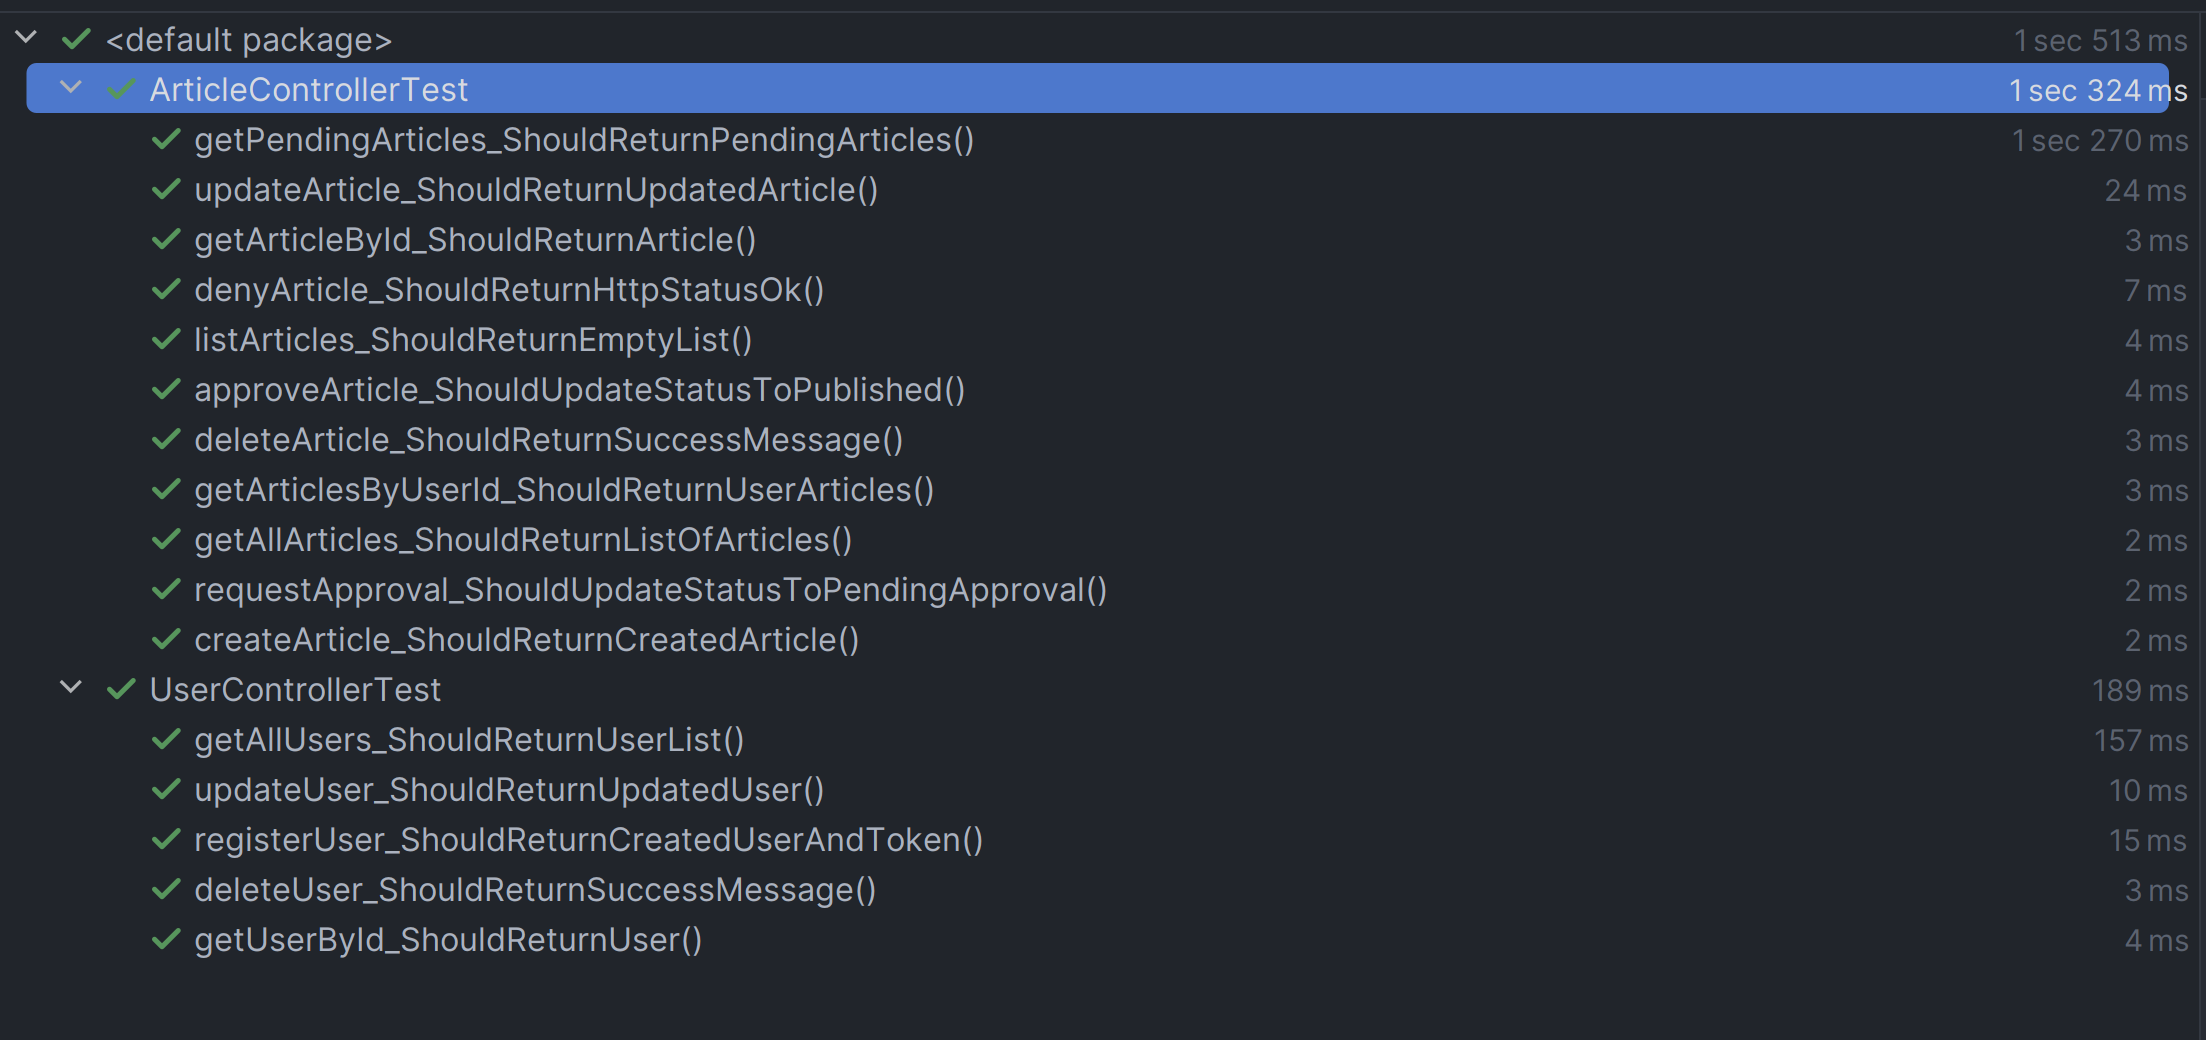 <default package> 1 sec 513 ms
ArticleControllerTest 1 sec 324 ms
getPendingArticles_ShouldReturnPendingArticles() 1 sec 270 ms
updateArticle_ShouldReturnUpdatedArticle() 24 ms
getArticleById_ShouldReturnArticle() 3 ms
denyArticle_ShouldReturnHttpStatusOk() 7 ms
listArticles_ShouldReturnEmptyList() 4 ms
approveArticle_ShouldUpdateStatusToPublished() 4 ms
deleteArticle_ShouldReturnSuccessMessage() 3 ms
getArticlesByUserId_ShouldReturnUserArticles() 3 ms
getAllArticles_ShouldReturnListOfArticles() 2 ms
requestApproval_ShouldUpdateStatusToPendingApproval() 2 ms
createArticle_ShouldReturnCreatedArticle() 2 ms
UserControllerTest 189 ms
getAllUsers_ShouldReturnUserList() 157 ms
updateUser_ShouldReturnUpdatedUser() 10 ms
registerUser_ShouldReturnCreatedUserAndToken() 15 ms
deleteUser_ShouldReturnSuccessMessage() 3 ms
getUserById_ShouldReturnUser() 4 ms